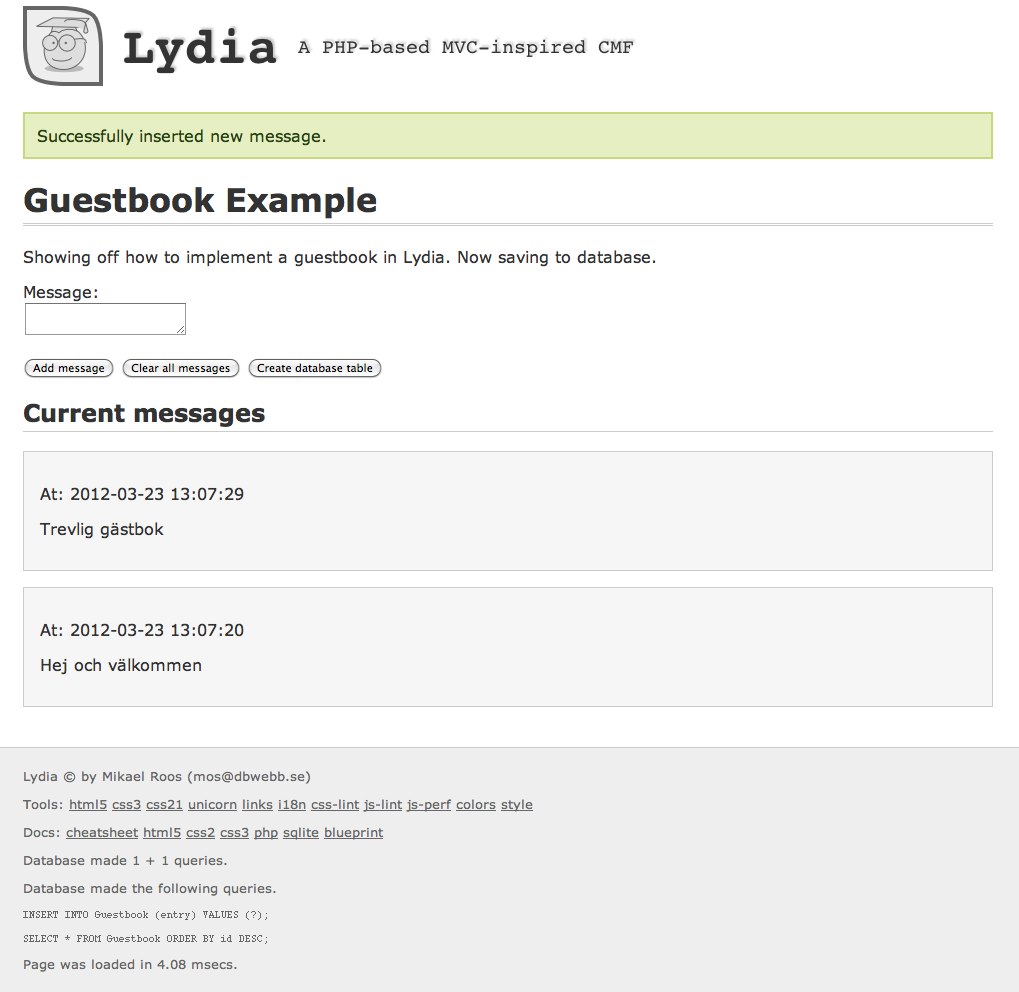 Lydia A PHP-based MVC-inspired CMF
Successfully inserted new message.
Guestbook Example
Showing off how to implement a guestbook in Lydia. Now saving to database.
Message:
Add message Clear all messages Create database table
Current messages
At: 2012-03-23 13:07:29
Trevlig gästbok
At: 2012-03-23 13:07:20
Hej och välkommen
Lydia © by Mikael Roos (mos@dbwebb.se)
Tools: html5 css3 css21 unicorn links i18n css-lint js-lint js-perf colors style
Docs: cheatsheet html5 css2 css3 php sqlite blueprint
Database made 1 + 1 queries.
Database made the following queries.
INSERT INTO Guestbook (entry) VALUES (?);
SELECT * FROM Guestbook ORDER BY id DESC;
Page was loaded in 4.08 msecs.